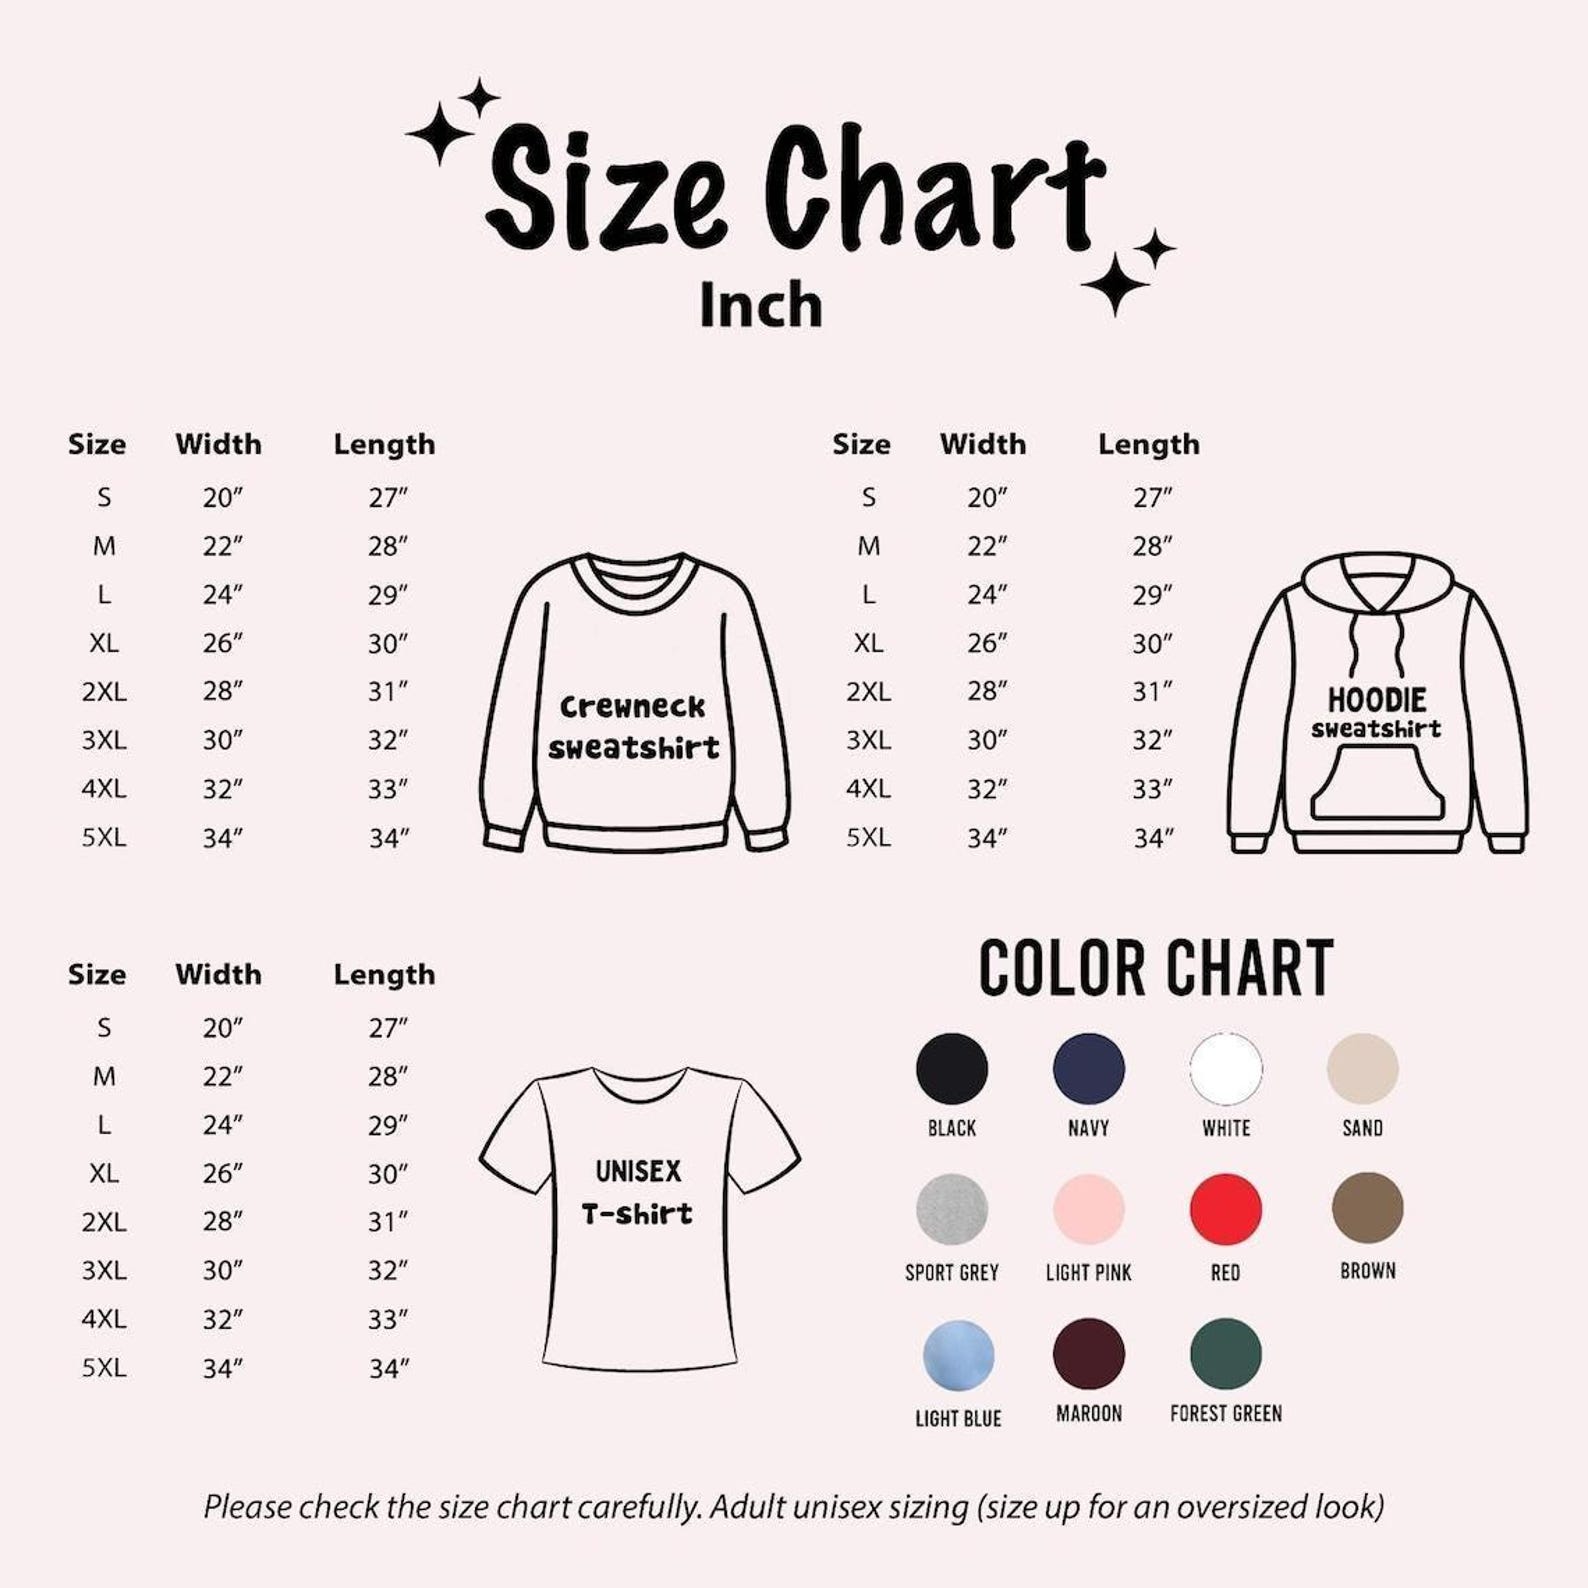 Size Chart
Inch
Size Width Length
S 20" 27"
M 22" 28"
L 24" 29"
XL 26" 30"
2XL 28" 31"
3XL 30" 32"
4XL 32" 33"
5XL 34" 34"
Crewneck
sweatshirt
Size Width Length
S 20" 27"
M 22" 28"
L 24" 29"
XL 26" 30"
2XL 28" 31"
3XL 30" 32"
4XL 32" 33"
5XL 34" 34"
HOODIE
sweatshirt
Size Width Length
S 20" 27"
M 22" 28"
L 24" 29"
XL 26" 30"
2XL 28" 31"
3XL 30" 32"
4XL 32" 33"
5XL 34" 34"
UNISEX
T-shirt
COLOR CHART
BLACK NAVY WHITE SAND
SPORT GREY LIGHT PINK RED BROWN
LIGHT BLUE MAROON FOREST GREEN
Please check the size chart carefully. Adult unisex sizing (size up for an oversized look)